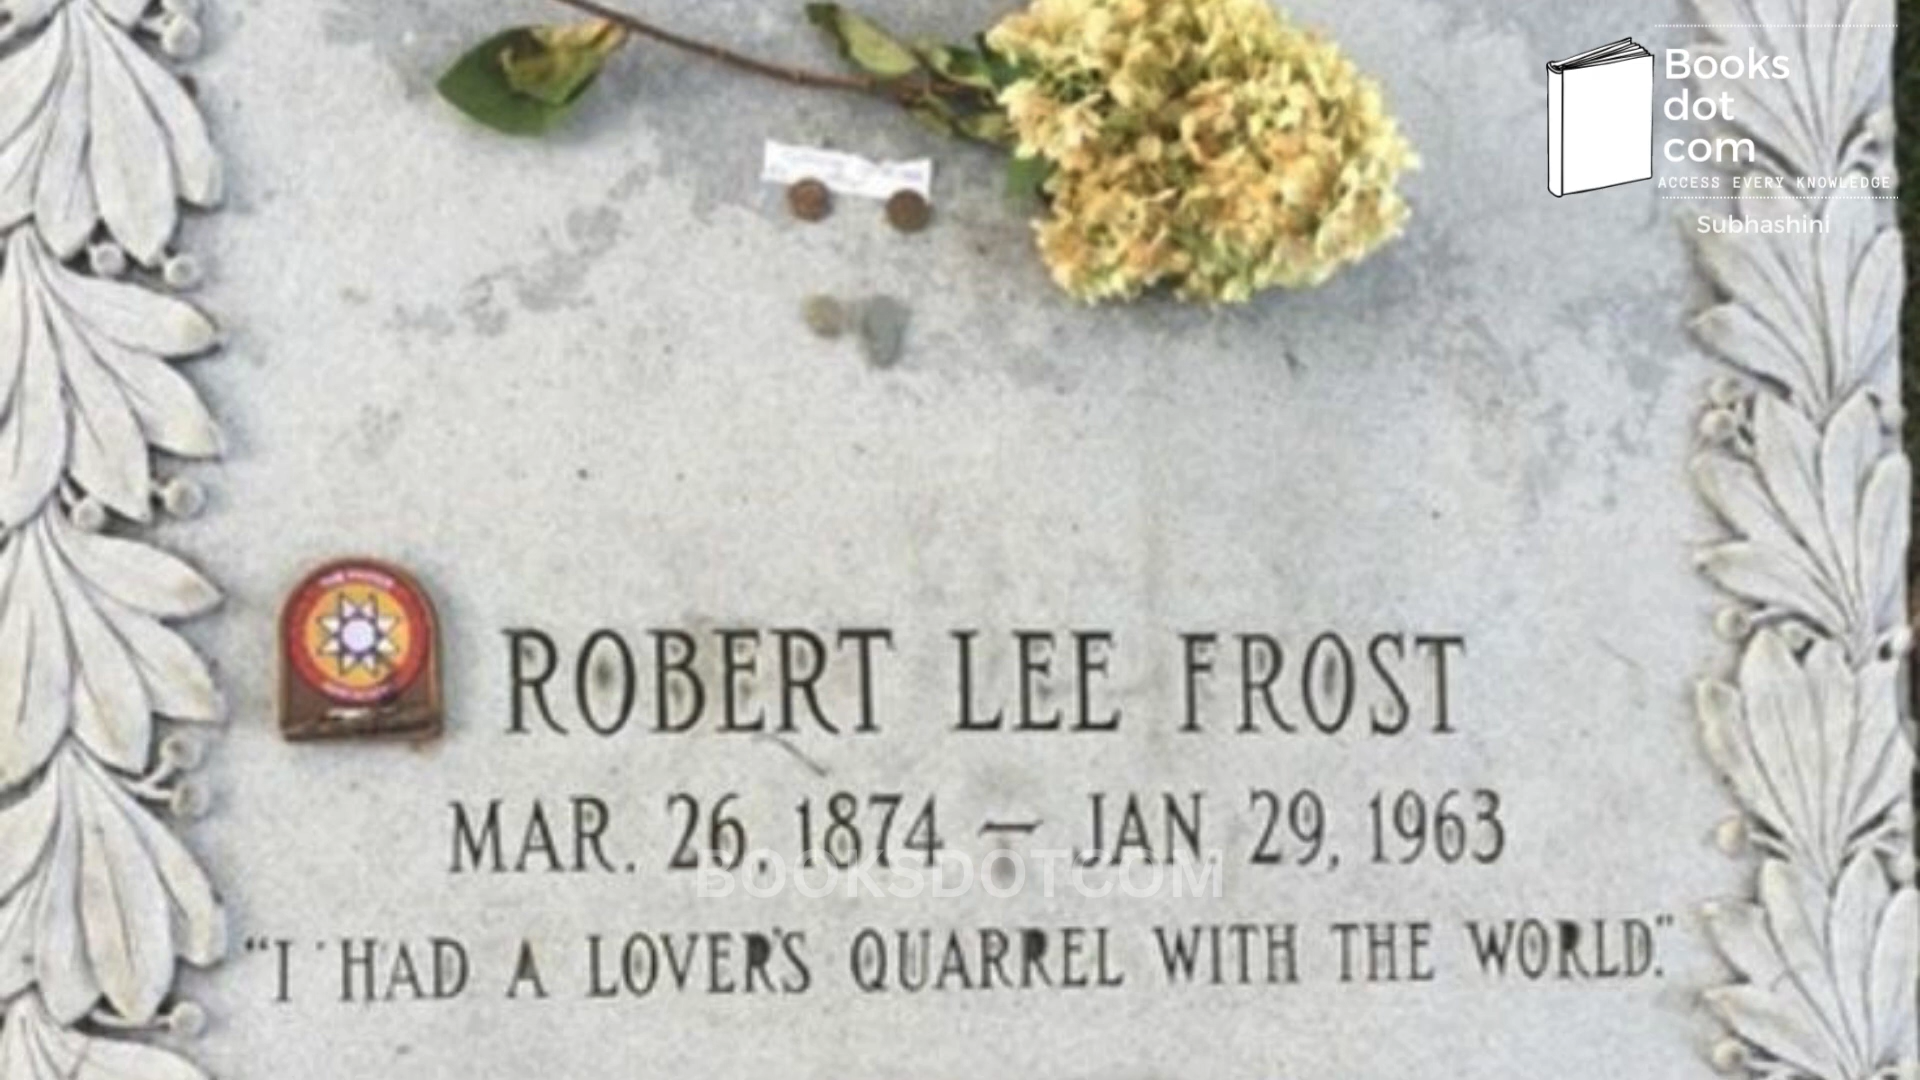 Books
dot
com
ACCESS EVERY KNOWLEDGE
Subhashini
ROBERT LEE FROST
MAR. 26, 1874 — JAN 29, 1963
BOOKSDOTCOM
"I HAD A LOVER'S QUARREL WITH THE WORLD."